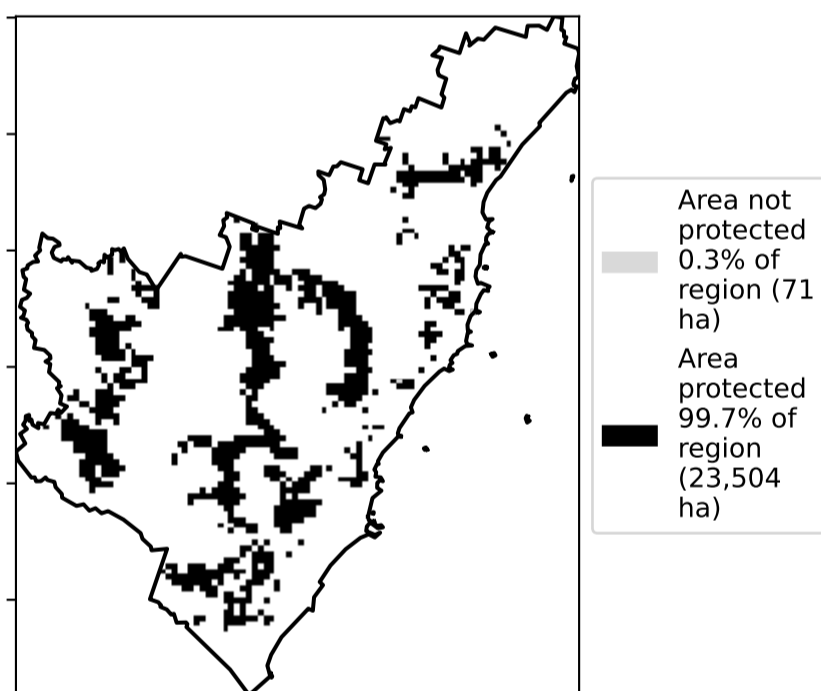 Area not
protected
0.3% of
region (71
ha)
Area
protected
99.7% of
region
(23,504
ha)